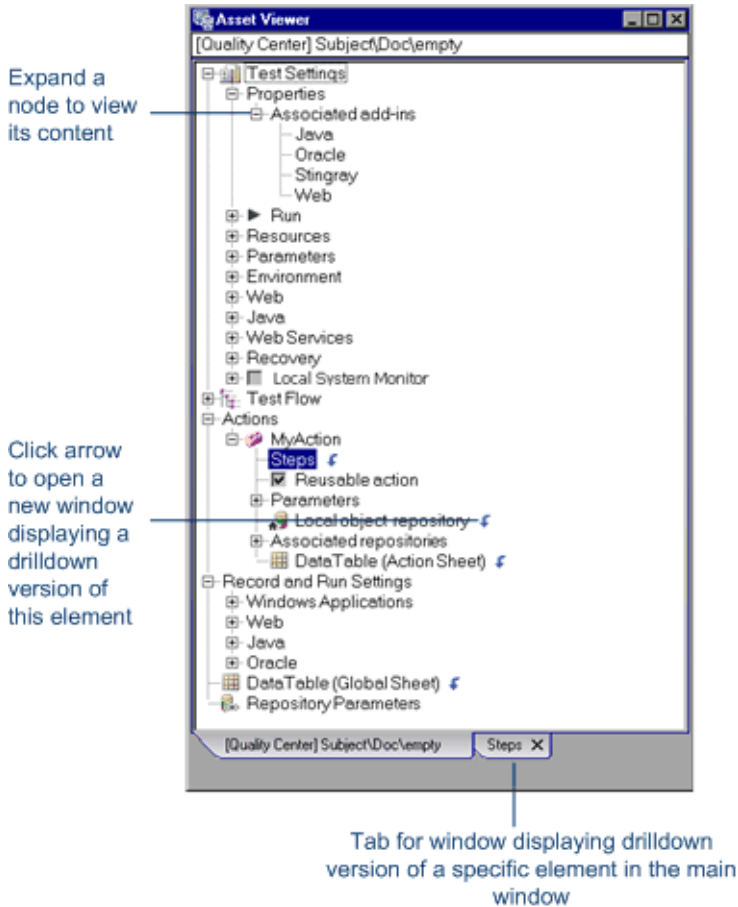 Asset Viewer
[Quality Center] Subject\Doc\empty
Expand a
node to view
its content
Test Settings
Properties
Associated add-ins
Java
Oracle
Stingray
Web
Run
Resources
Parameters
Environment
Web
Java
Web Services
Recovery
Local System Monitor
Test Flow
Actions
Click arrow
to open a
new window
displaying a
drilldown
version of
this element
MyAction
Steps
Reusable action
Parameters
Local object repository
Associated repositories
DataTable (Action Sheet)
Record and Run Settings
Windows Applications
Web
Java
Oracle
DataTable (Global Sheet)
Repository Parameters
[Quality Center] Subject\Doc\empty Steps
Tab for window displaying drilldown
version of a specific element in the main
window